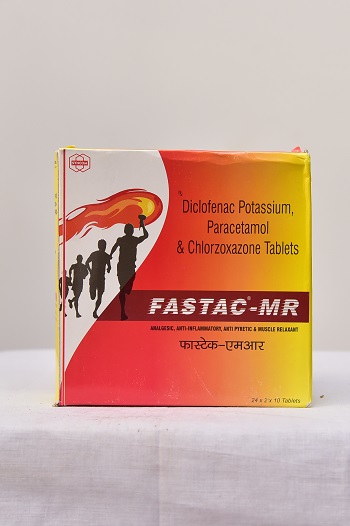 Diclofenac Potassium,
Paracetamol
& Chlorzoxazone Tablets
FASTAC®-MR
ANALGESIC, ANTI-INFLAMMATORY, ANTI PYRETIC & MUSCLE RELAXANT
फास्टेक-एमआर
24 x 2 x 10 Tablets